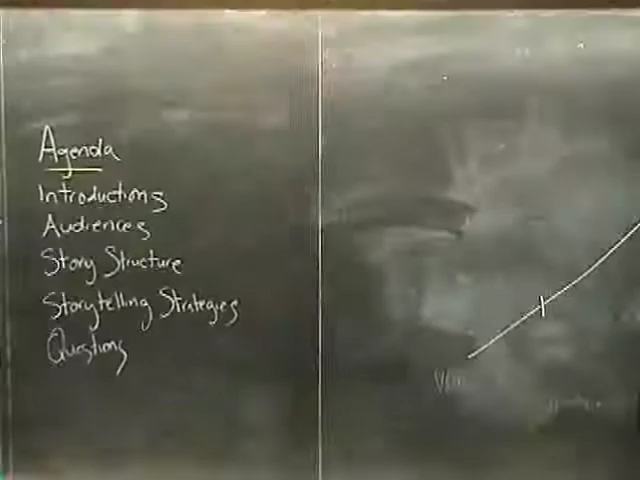 Agenda
Introductions
Audiences
Story Structure
Storytelling Strategies
Questions